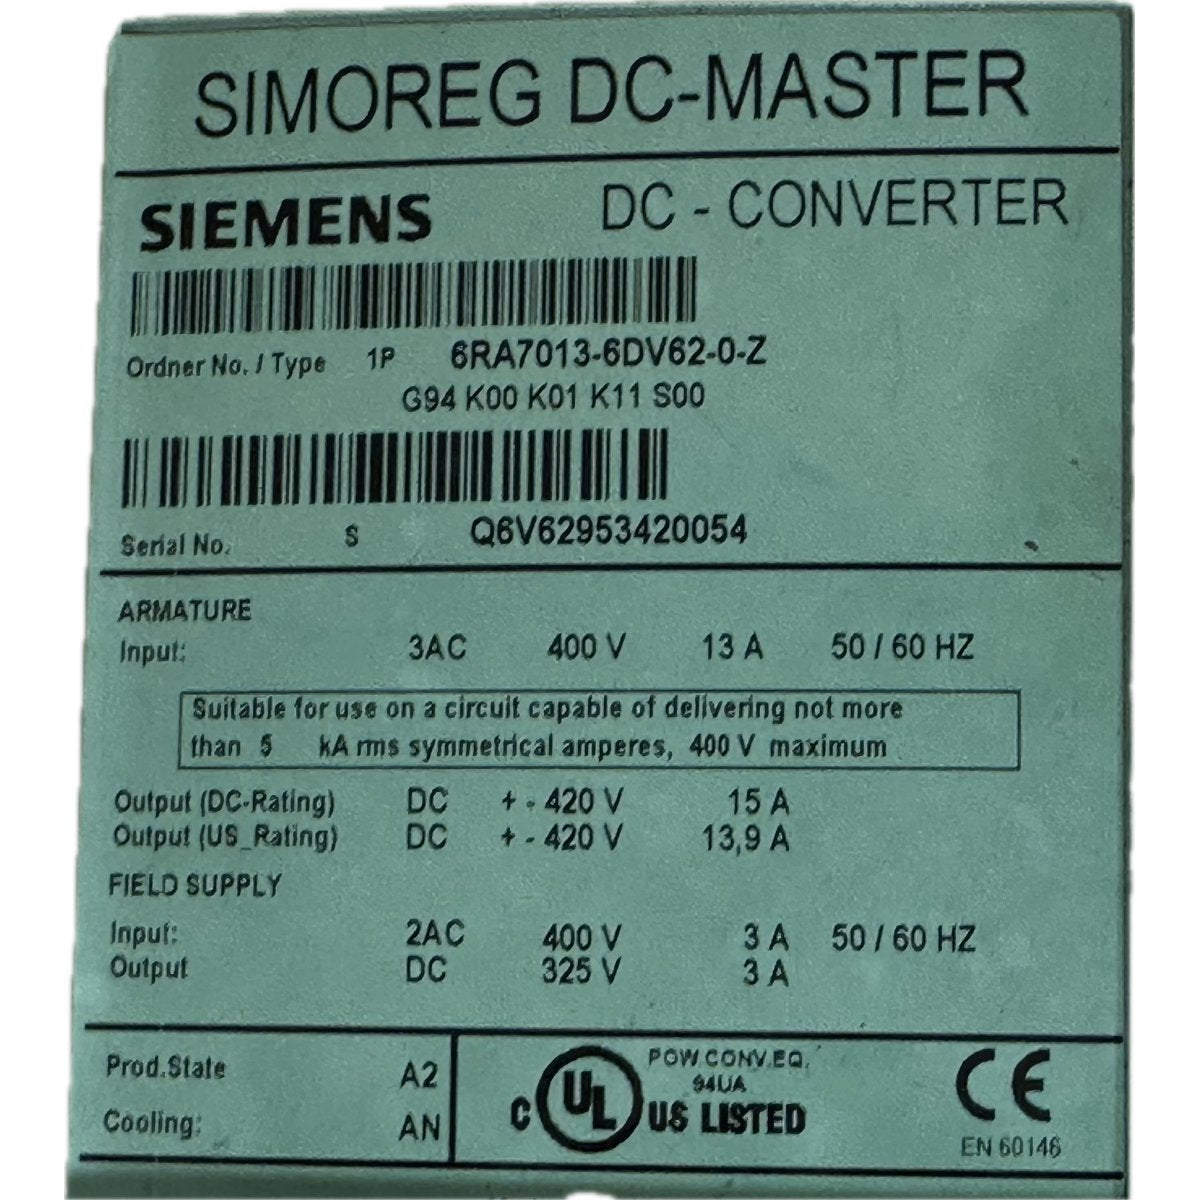 SIMOREG DC-MASTER
SIEMENS DC - CONVERTER
Ordner No. / Type 1P 6RA7013-6DV62-0-Z
G94 K00 K01 K11 S00
Serial No. S Q6V62953420054
ARMATURE
Input: 3AC 400 V 13 A 50 / 60 HZ
Suitable for use on a circuit capable of delivering not more
than 5 kA rms symmetrical amperes, 400 V maximum
Output (DC-Rating) DC + - 420 V 15 A
Output (US_Rating) DC + - 420 V 13,9 A
FIELD SUPPLY
Input: 2AC 400 V 3 A 50 / 60 HZ
Output DC 325 V 3 A
Prod.State A2
Cooling: AN
POW CONV.EQ.
94UA
C UL US LISTED
CE
EN 60146